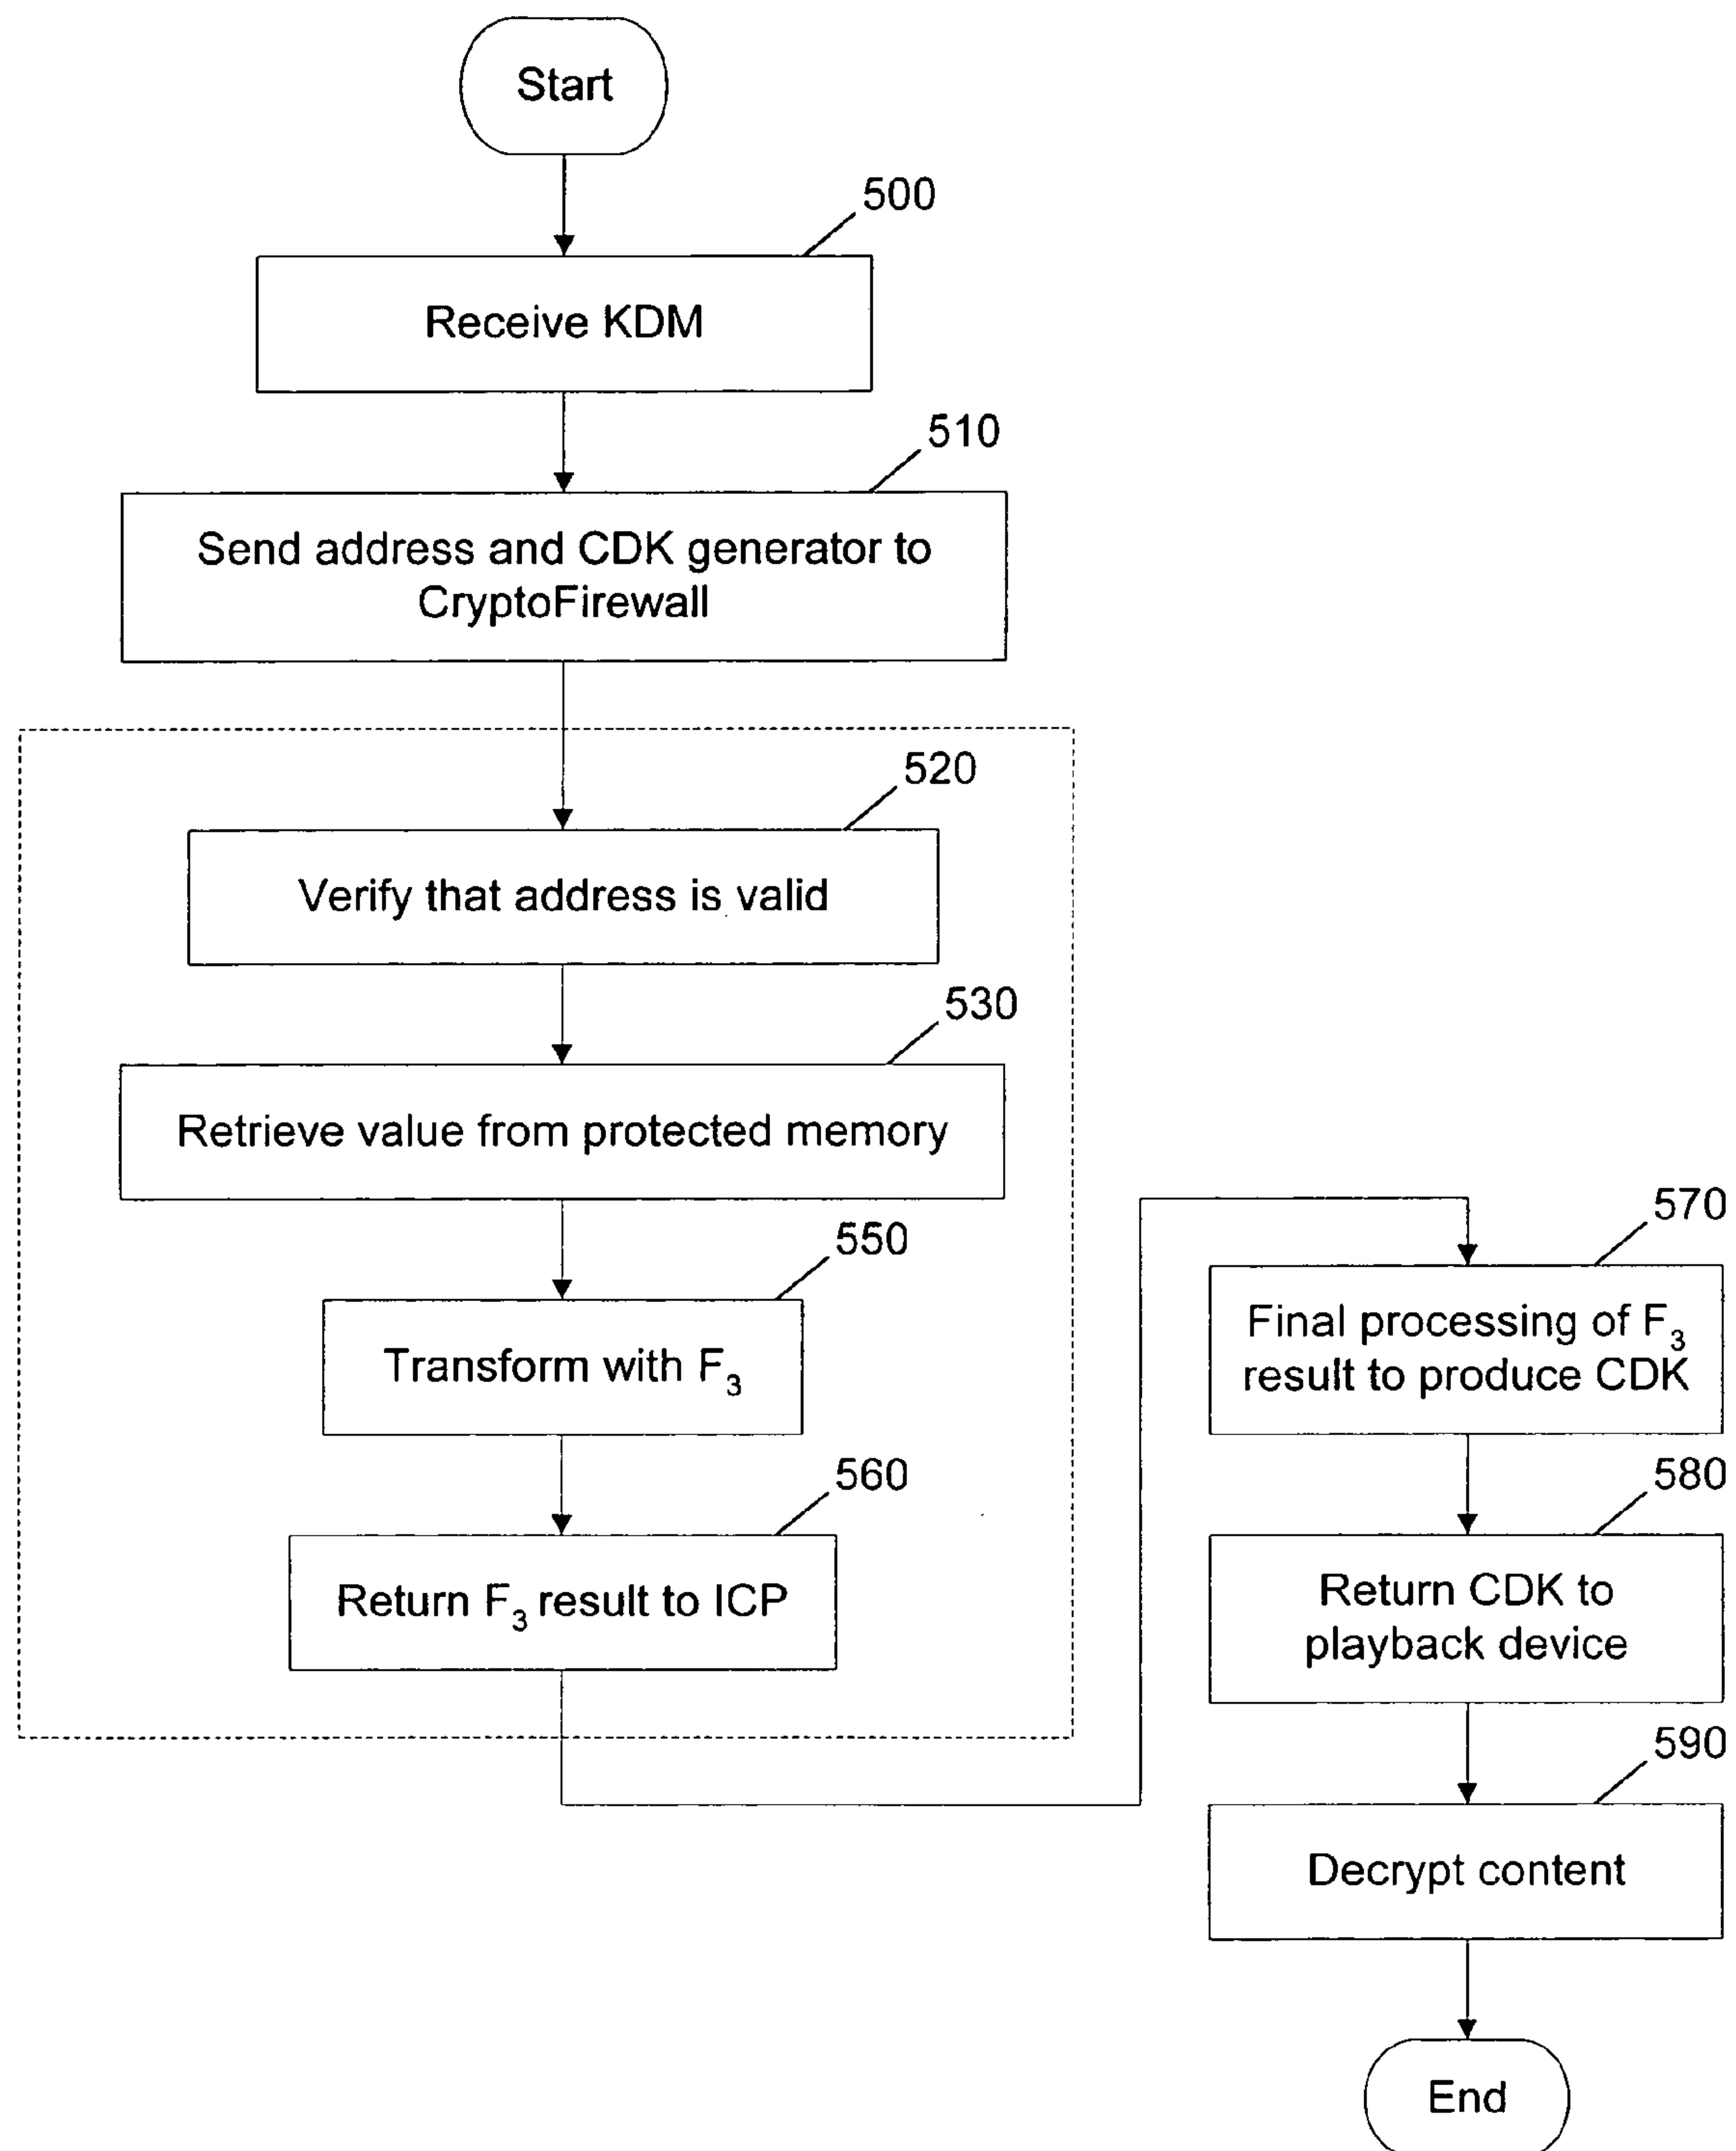 Start
500
Receive KDM
510
Send address and CDK generator to
CryptoFirewall
520
Verify that address is valid
530
Retrieve value from protected memory
550
Transform with F₃
560
Return F₃ result to ICP
570
Final processing of F₃
result to produce CDK
580
Return CDK to
playback device
590
Decrypt content
End